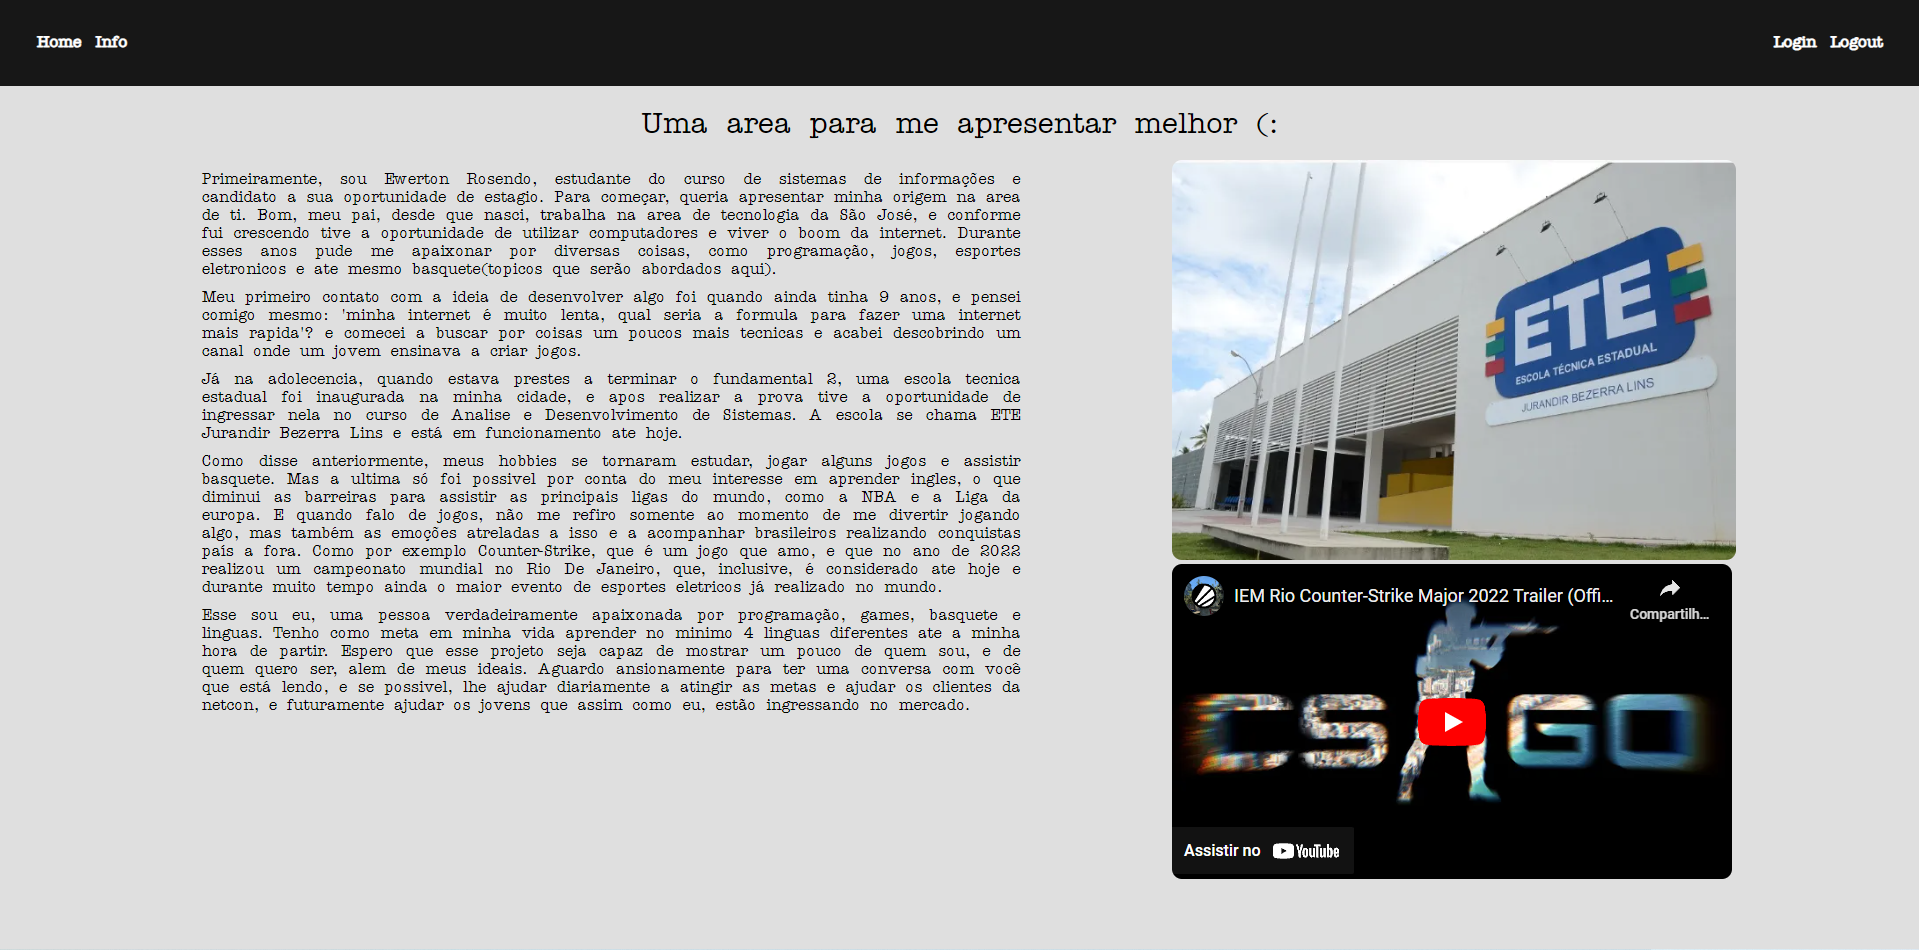 Home Info
Login Logout
Uma area para me apresentar melhor (:
Primeiramente, sou Ewerton Rosendo, estudante do curso de sistemas de informações e
candidato a sua oportunidade de estagio. Para começar, queria apresentar minha origem na area
de ti. Bom, meu pai, desde que nasci, trabalha na area de tecnologia da São José, e conforme
fui crescendo tive a oportunidade de utilizar computadores e viver o boom da internet. Durante
esses anos pude me apaixonar por diversas coisas, como programação, jogos, esportes
eletronicos e ate mesmo basquete(topicos que serão abordados aqui).
Meu primeiro contato com a ideia de desenvolver algo foi quando ainda tinha 9 anos, e pensei
comigo mesmo: 'minha internet é muito lenta, qual seria a formula para fazer uma internet
mais rapida'? e comecei a buscar por coisas um poucos mais tecnicas e acabei descobrindo um
canal onde um jovem ensinava a criar jogos.
Já na adolecencia, quando estava prestes a terminar o fundamental 2, uma escola tecnica
estadual foi inaugurada na minha cidade, e apos realizar a prova tive a oportunidade de
ingressar nela no curso de Analise e Desenvolvimento de Sistemas. A escola se chama ETE
Jurandir Bezerra Lins e está em funcionamento ate hoje.
Como disse anteriormente, meus hobbies se tornaram estudar, jogar alguns jogos e assistir
basquete. Mas a ultima só foi possivel por conta do meu interesse em aprender ingles, o que
diminui as barreiras para assistir as principais ligas do mundo, como a NBA e a Liga da
europa. E quando falo de jogos, não me refiro somente ao momento de me divertir jogando
algo, mas também as emoções atreladas a isso e a acompanhar brasileiros realizando conquistas
país a fora. Como por exemplo Counter-Strike, que é um jogo que amo, e que no ano de 2022
realizou um campeonato mundial no Rio De Janeiro, que, inclusive, é considerado ate hoje e
durante muito tempo ainda o maior evento de esportes eletricos já realizado no mundo.
Esse sou eu, uma pessoa verdadeiramente apaixonada por programação, games, basquete e
linguas. Tenho como meta em minha vida aprender no minimo 4 linguas diferentes ate a minha
hora de partir. Espero que esse projeto seja capaz de mostrar um pouco de quem sou, e de
quem quero ser, alem de meus ideais. Aguardo ansionamente para ter uma conversa com você
que está lendo, e se possivel, lhe ajudar diariamente a atingir as metas e ajudar os clientes da
netcon, e futuramente ajudar os jovens que assim como eu, estão ingressando no mercado.
ETE
ESCOLA TÉCNICA ESTADUAL
JURANDIR BEZERRA LINS
IEM Rio Counter-Strike Major 2022 Trailer (Offi...
Compartilh...
CS GO
Assistir no YouTube